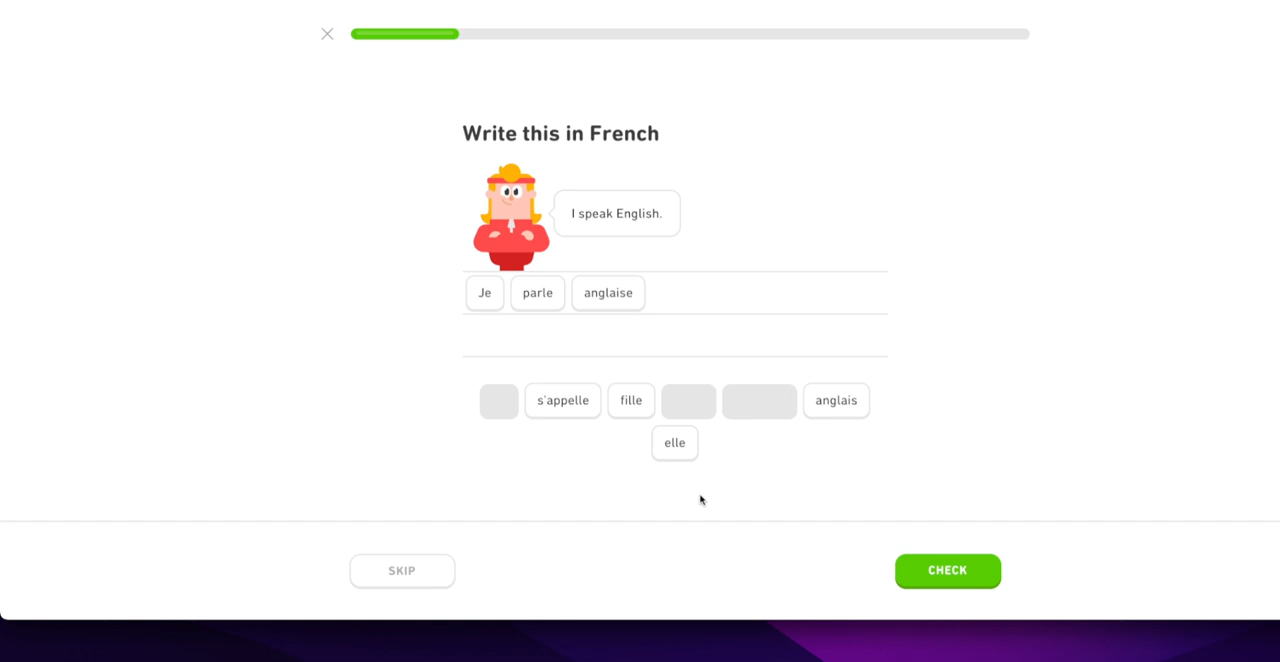 Write this in French
I speak English.
Je parle anglaise
s'appelle fille anglais
elle
SKIP CHECK